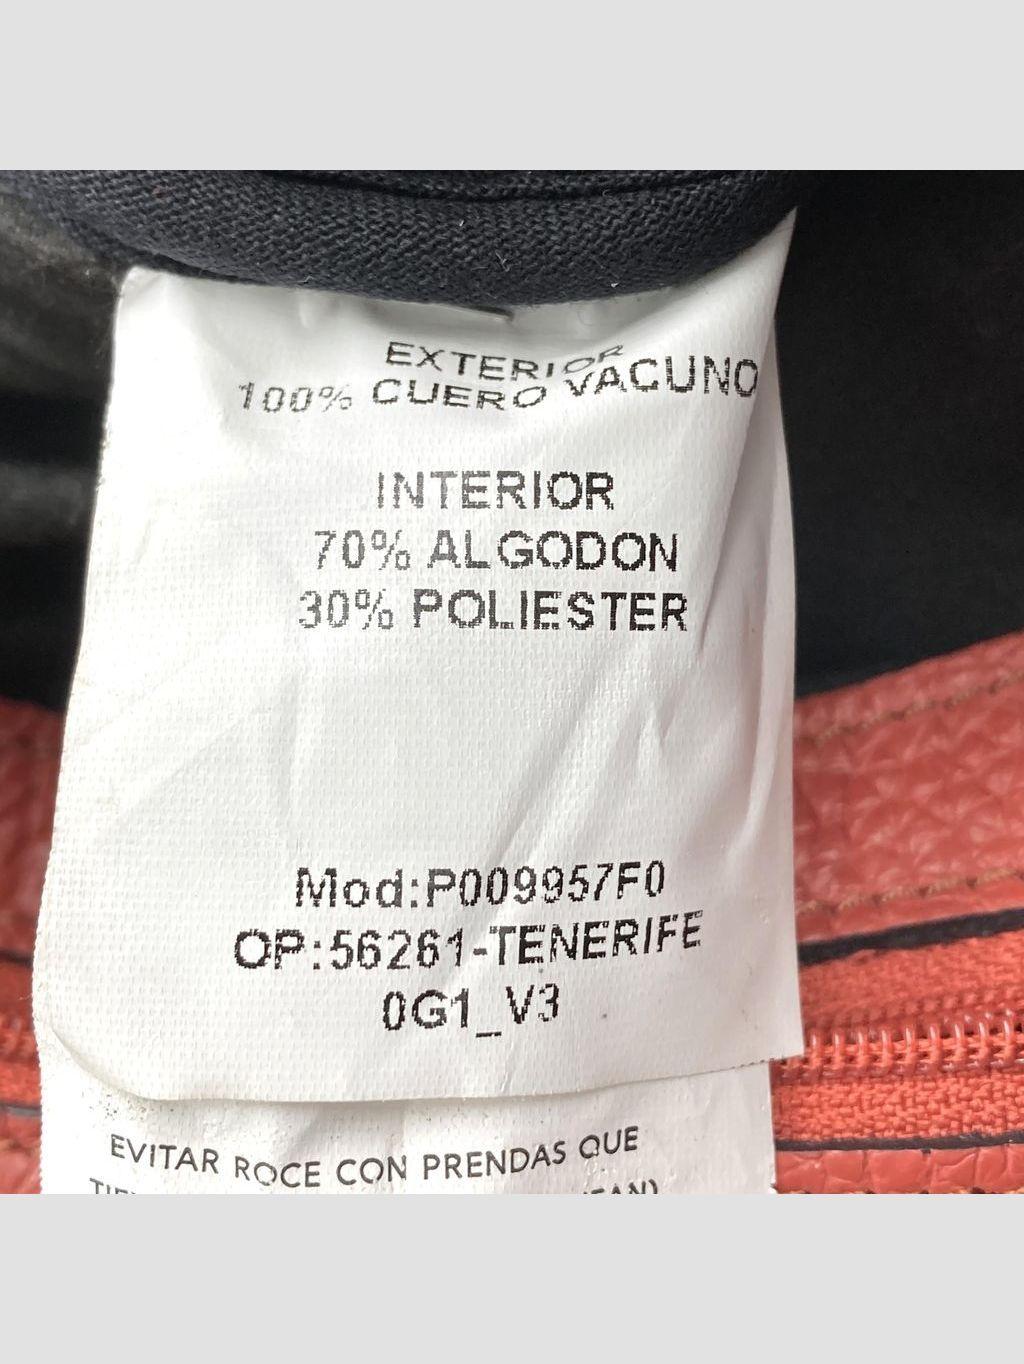 EXTERIOR
100% CUERO VACUNO
INTERIOR
70% ALGODON
30% POLIESTER
Mod:P009957F0
OP:56261-TENERIFE
0G1_V3
EVITAR ROCE CON PRENDAS QUE